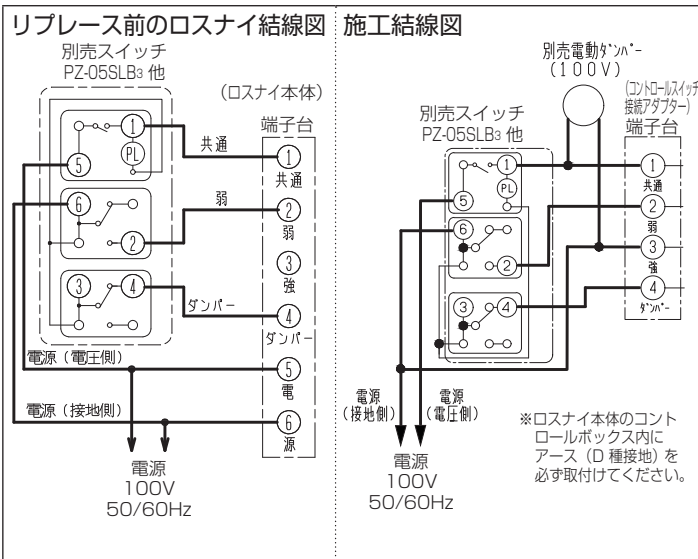 リプレース前のロスナイ結線図
別売スイッチ
PZ-05SLB3 他
(ロスナイ本体)
端子台
① 共通 ①
PL
共通
⑤
⑥
弱
②
②
弱
③
強
③
④
ダンパー
④
ダンパー
電源(電圧側)
⑤
電
電源(接地側)
⑥
源
電源
100V
50/60Hz
施工結線図
別売電動ダンパー
(100V)
(コントロールスイッチ
接続アダプター)
端子台
別売スイッチ
PZ-05SLB3 他
①
①
共通
PL
⑤
②
弱
⑥
②
③
強
③
④
④
ダンパー
電源
(接地側)
電源
(電圧側)
電源
100V
50/60Hz
※ロスナイ本体のコント
ロールボックス内に
アース(D 種接地)を
必ず取付けてください。